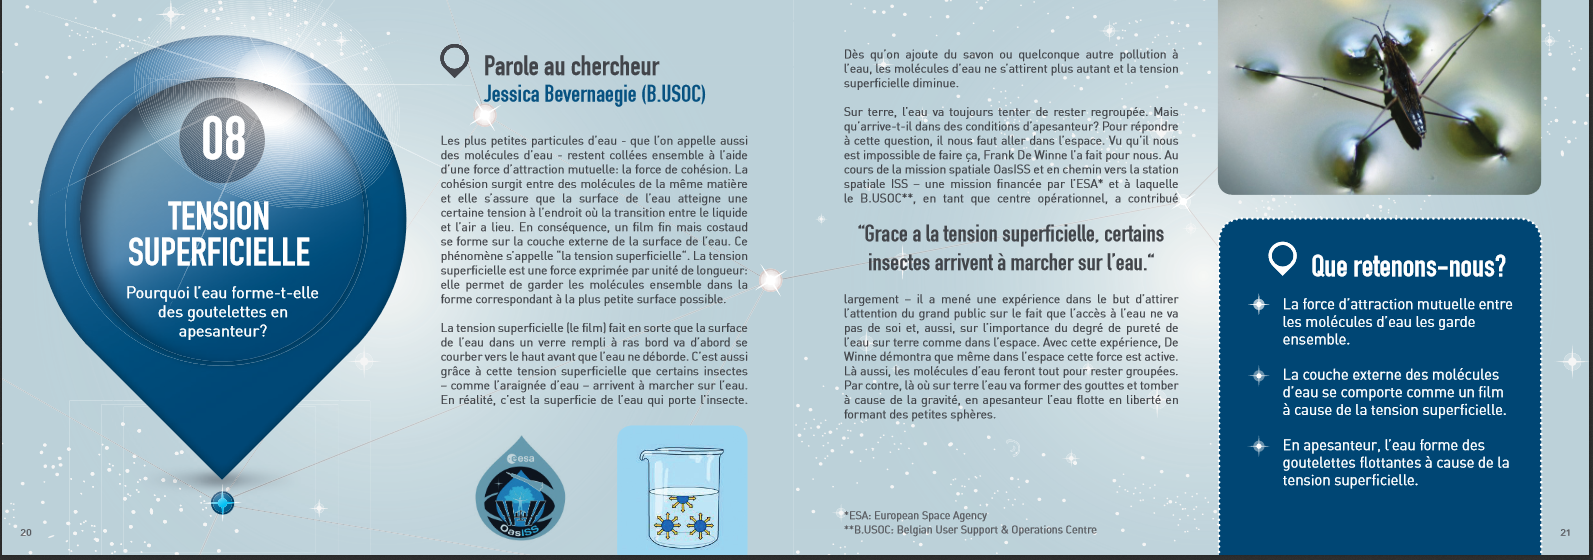 08
TENSION
SUPERFICIELLE
Pourquoi l'eau forme-t-elle
des goutelettes en
apesanteur?
20
Parole au chercheur
Jessica Bevernaegie (B.USOC)
Les plus petites particules d'eau - que l'on appelle aussi
des molécules d'eau - restent collées ensemble à l'aide
d'une force d'attraction mutuelle: la force de cohésion. La
cohésion surgit entre des molécules de la même matière
et elle s'assure que la surface de l'eau atteigne une
certaine tension à l'endroit où la transition entre le liquide
et l'air a lieu. En conséquence, un film fin mais costaud
se forme sur la couche externe de la surface de l'eau. Ce
phénomène s'appelle "la tension superficielle". La tension
superficielle est une force exprimée par unité de longueur:
elle permet de garder les molécules ensemble dans la
forme correspondant à la plus petite surface possible.
La tension superficielle (le film) fait en sorte que la surface
de l'eau dans un verre rempli à ras bord va d'abord se
courber vers le haut avant que l'eau ne déborde. C'est aussi
grâce à cette tension superficielle que certains insectes
– comme l'araignée d'eau – arrivent à marcher sur l'eau.
En réalité, c'est la superficie de l'eau qui porte l'insecte.
esa
OasISS
Dès qu'on ajoute du savon ou quelconque autre pollution à
l'eau, les molécules d'eau ne s'attirent plus autant et la tension
superficielle diminue.
Sur terre, l'eau va toujours tenter de rester regroupée. Mais
qu'arrive-t-il dans des conditions d'apesanteur? Pour répondre
à cette question, il nous faut aller dans l'espace. Vu qu'il nous
est impossible de faire ça, Frank De Winne l'a fait pour nous. Au
cours de la mission spatiale OasISS et en chemin vers la station
spatiale ISS – une mission financée par l'ESA* et à laquelle
le B.USOC**, en tant que centre opérationnel, a contribué
“Grace a la tension superficielle, certains
insectes arrivent à marcher sur l'eau.“
largement – il a mené une expérience dans le but d'attirer
l'attention du grand public sur le fait que l'accès à l'eau ne va
pas de soi et, aussi, sur l'importance du degré de pureté de
l'eau sur terre comme dans l'espace. Avec cette expérience, De
Winne démontra que même dans l'espace cette force est active.
Là aussi, les molécules d'eau feront tout pour rester groupées.
Par contre, là où sur terre l'eau va former des gouttes et tomber
à cause de la gravité, en apesanteur l'eau flotte en liberté en
formant des petites sphères.
*ESA: European Space Agency
**B.USOC: Belgian User Support & Operations Centre
Que retenons-nous?
La force d'attraction mutuelle entre
les molécules d'eau les garde
ensemble.
La couche externe des molécules
d'eau se comporte comme un film
à cause de la tension superficielle.
En apesanteur, l'eau forme des
goutelettes flottantes à cause de la
tension superficielle.
21